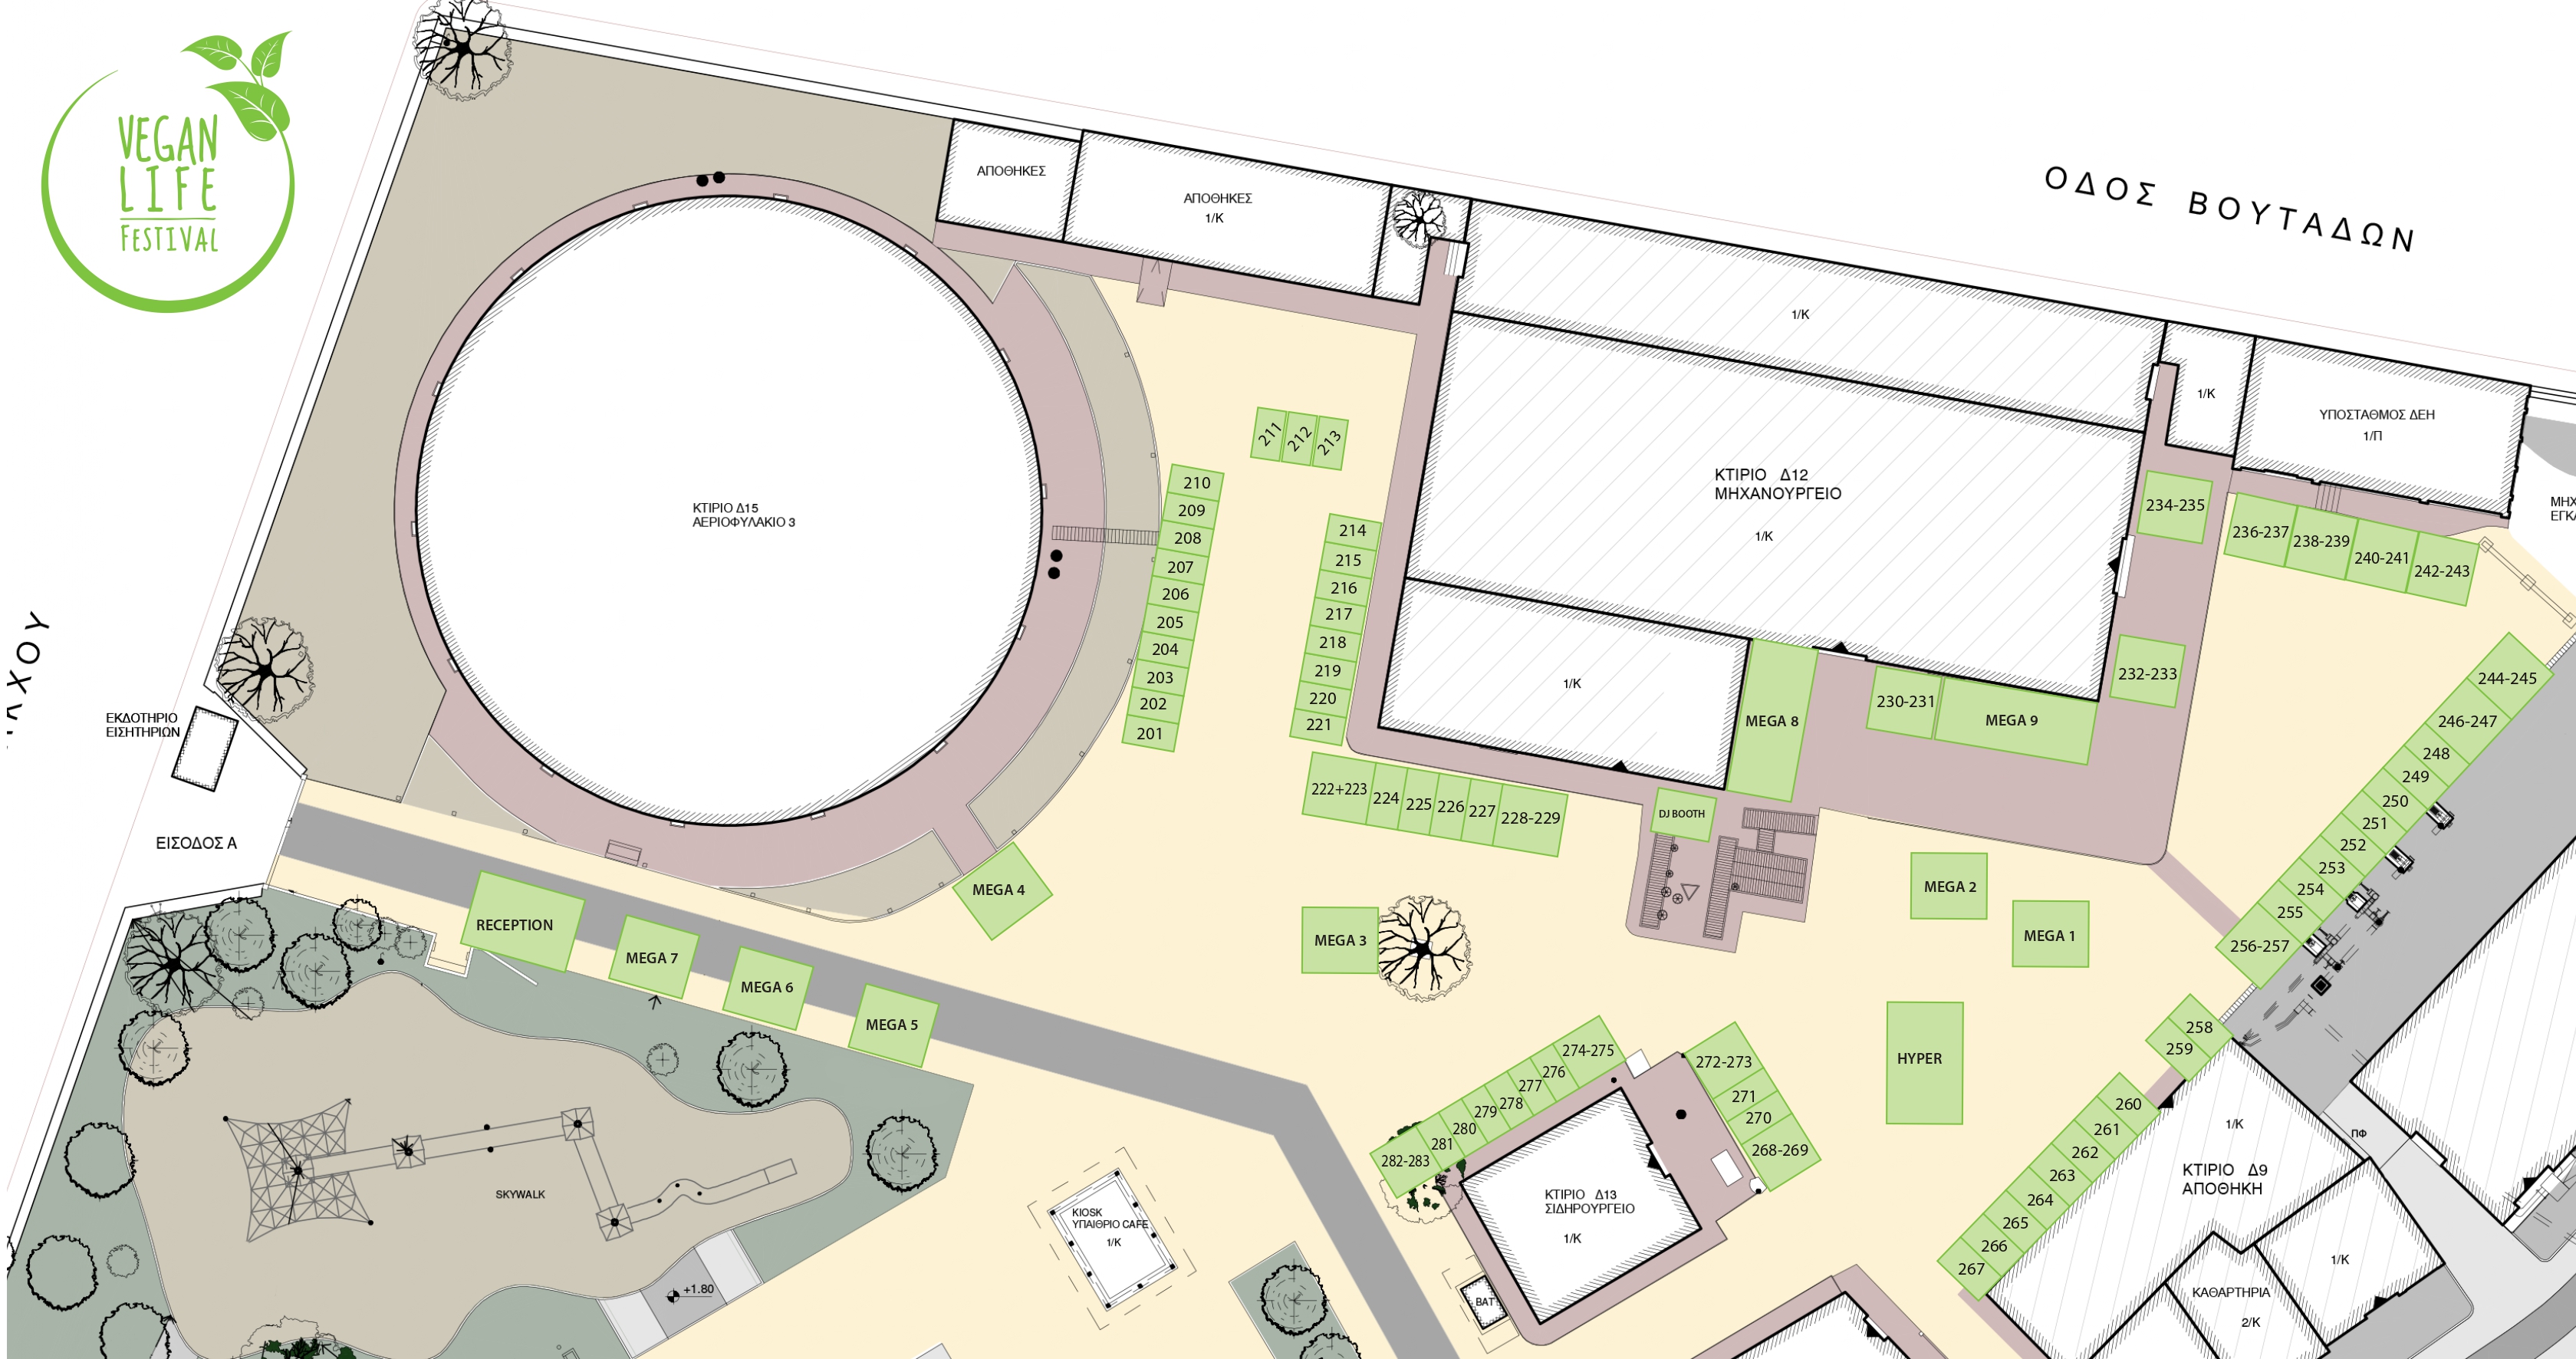 VEGAN
LIFE
FESTIVAL
ΟΔΟΣ ΒΟΥΤΑΔΩΝ
ΑΠΟΘΗΚΕΣ
ΑΠΟΘΗΚΕΣ
1/Κ
1/Κ
1/Κ
ΥΠΟΣΤΑΘΜΟΣ ΔΕΗ
1/Π
ΚΤΙΡΙΟ Δ12
ΜΗΧΑΝΟΥΡΓΕΙΟ
1/Κ
1/Κ
ΚΤΙΡΙΟ Δ15
ΑΕΡΙΟΦΥΛΑΚΙΟ 3
211
212
213
210
209
208
207
206
205
204
203
202
201
214
215
216
217
218
219
220
221
222+223
224
225
226
227
228-229
DJ BOOTH
MEGA 8
230-231
MEGA 9
232-233
234-235
236-237
238-239
240-241
242-243
244-245
246-247
248
249
250
251
252
253
254
255
256-257
258
259
260
261
262
263
264
265
266
267
ΕΚΔΟΤΗΡΙΟ
ΕΙΣΗΤΗΡΙΩΝ
ΕΙΣΟΔΟΣ Α
RECEPTION
MEGA 7
MEGA 6
MEGA 5
MEGA 4
MEGA 3
MEGA 2
MEGA 1
HYPER
274-275
276
277
278
279
280
281
282-283
272-273
271
270
268-269
ΚΤΙΡΙΟ Δ13
ΣΙΔΗΡΟΥΡΓΕΙΟ
1/Κ
ΒΑΤ
KIOSK
ΥΠΑΙΘΡΙΟ CAFE
1/Κ
SKYWALK
+1.80
1/Κ
ΚΤΙΡΙΟ Δ9
ΑΠΟΘΗΚΗ
ΠΦ
1/Κ
ΚΑΘΑΡΤΗΡΙΑ
2/Κ